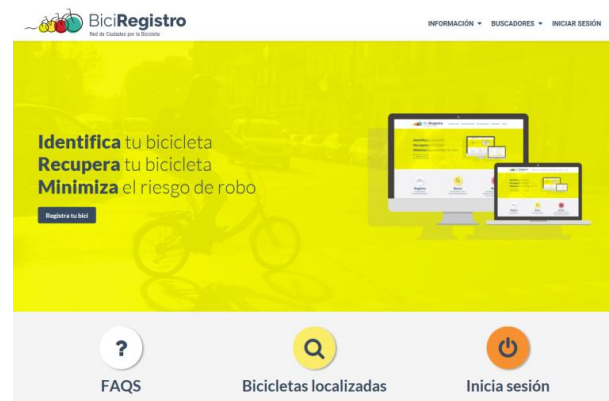 BiciRegistro
Red de Ciudades por la Bicicleta
INFORMACIÓN BUSCADORES INICIAR SESIÓN
Identifica tu bicicleta
Recupera tu bicicleta
Minimiza el riesgo de robo
Registra tu bici
?
FAQS
Bicicletas localizadas
Inicia sesión